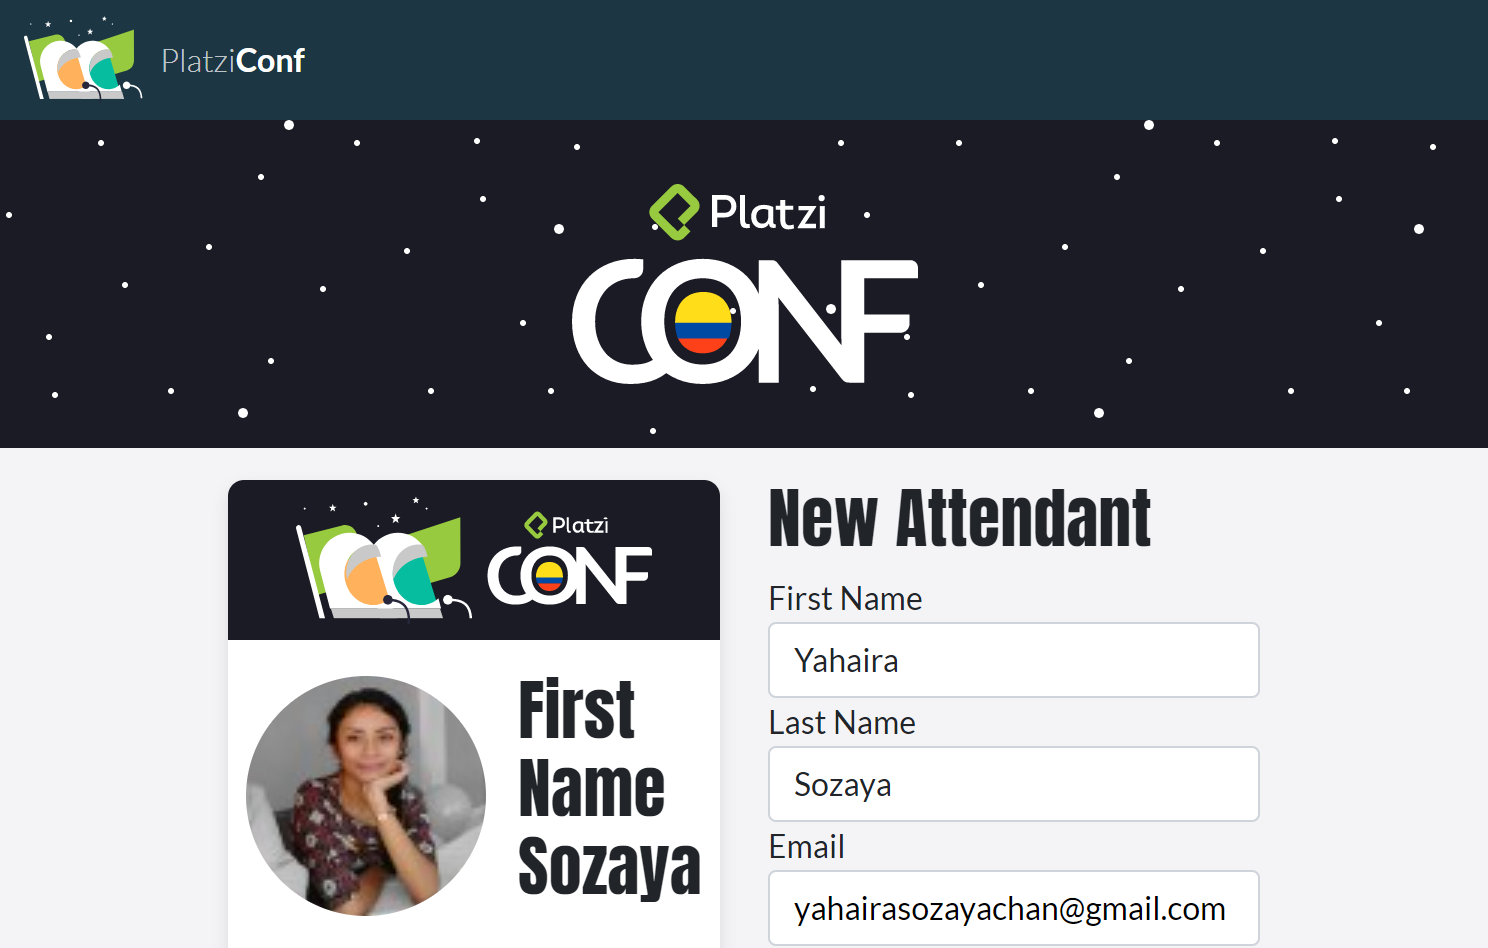 PlatziConf
Platzi
CONF
Platzi
CONF
First
Name
Sozaya
New Attendant
First Name
Yahaira
Last Name
Sozaya
Email
yahairasozayachan@gmail.com